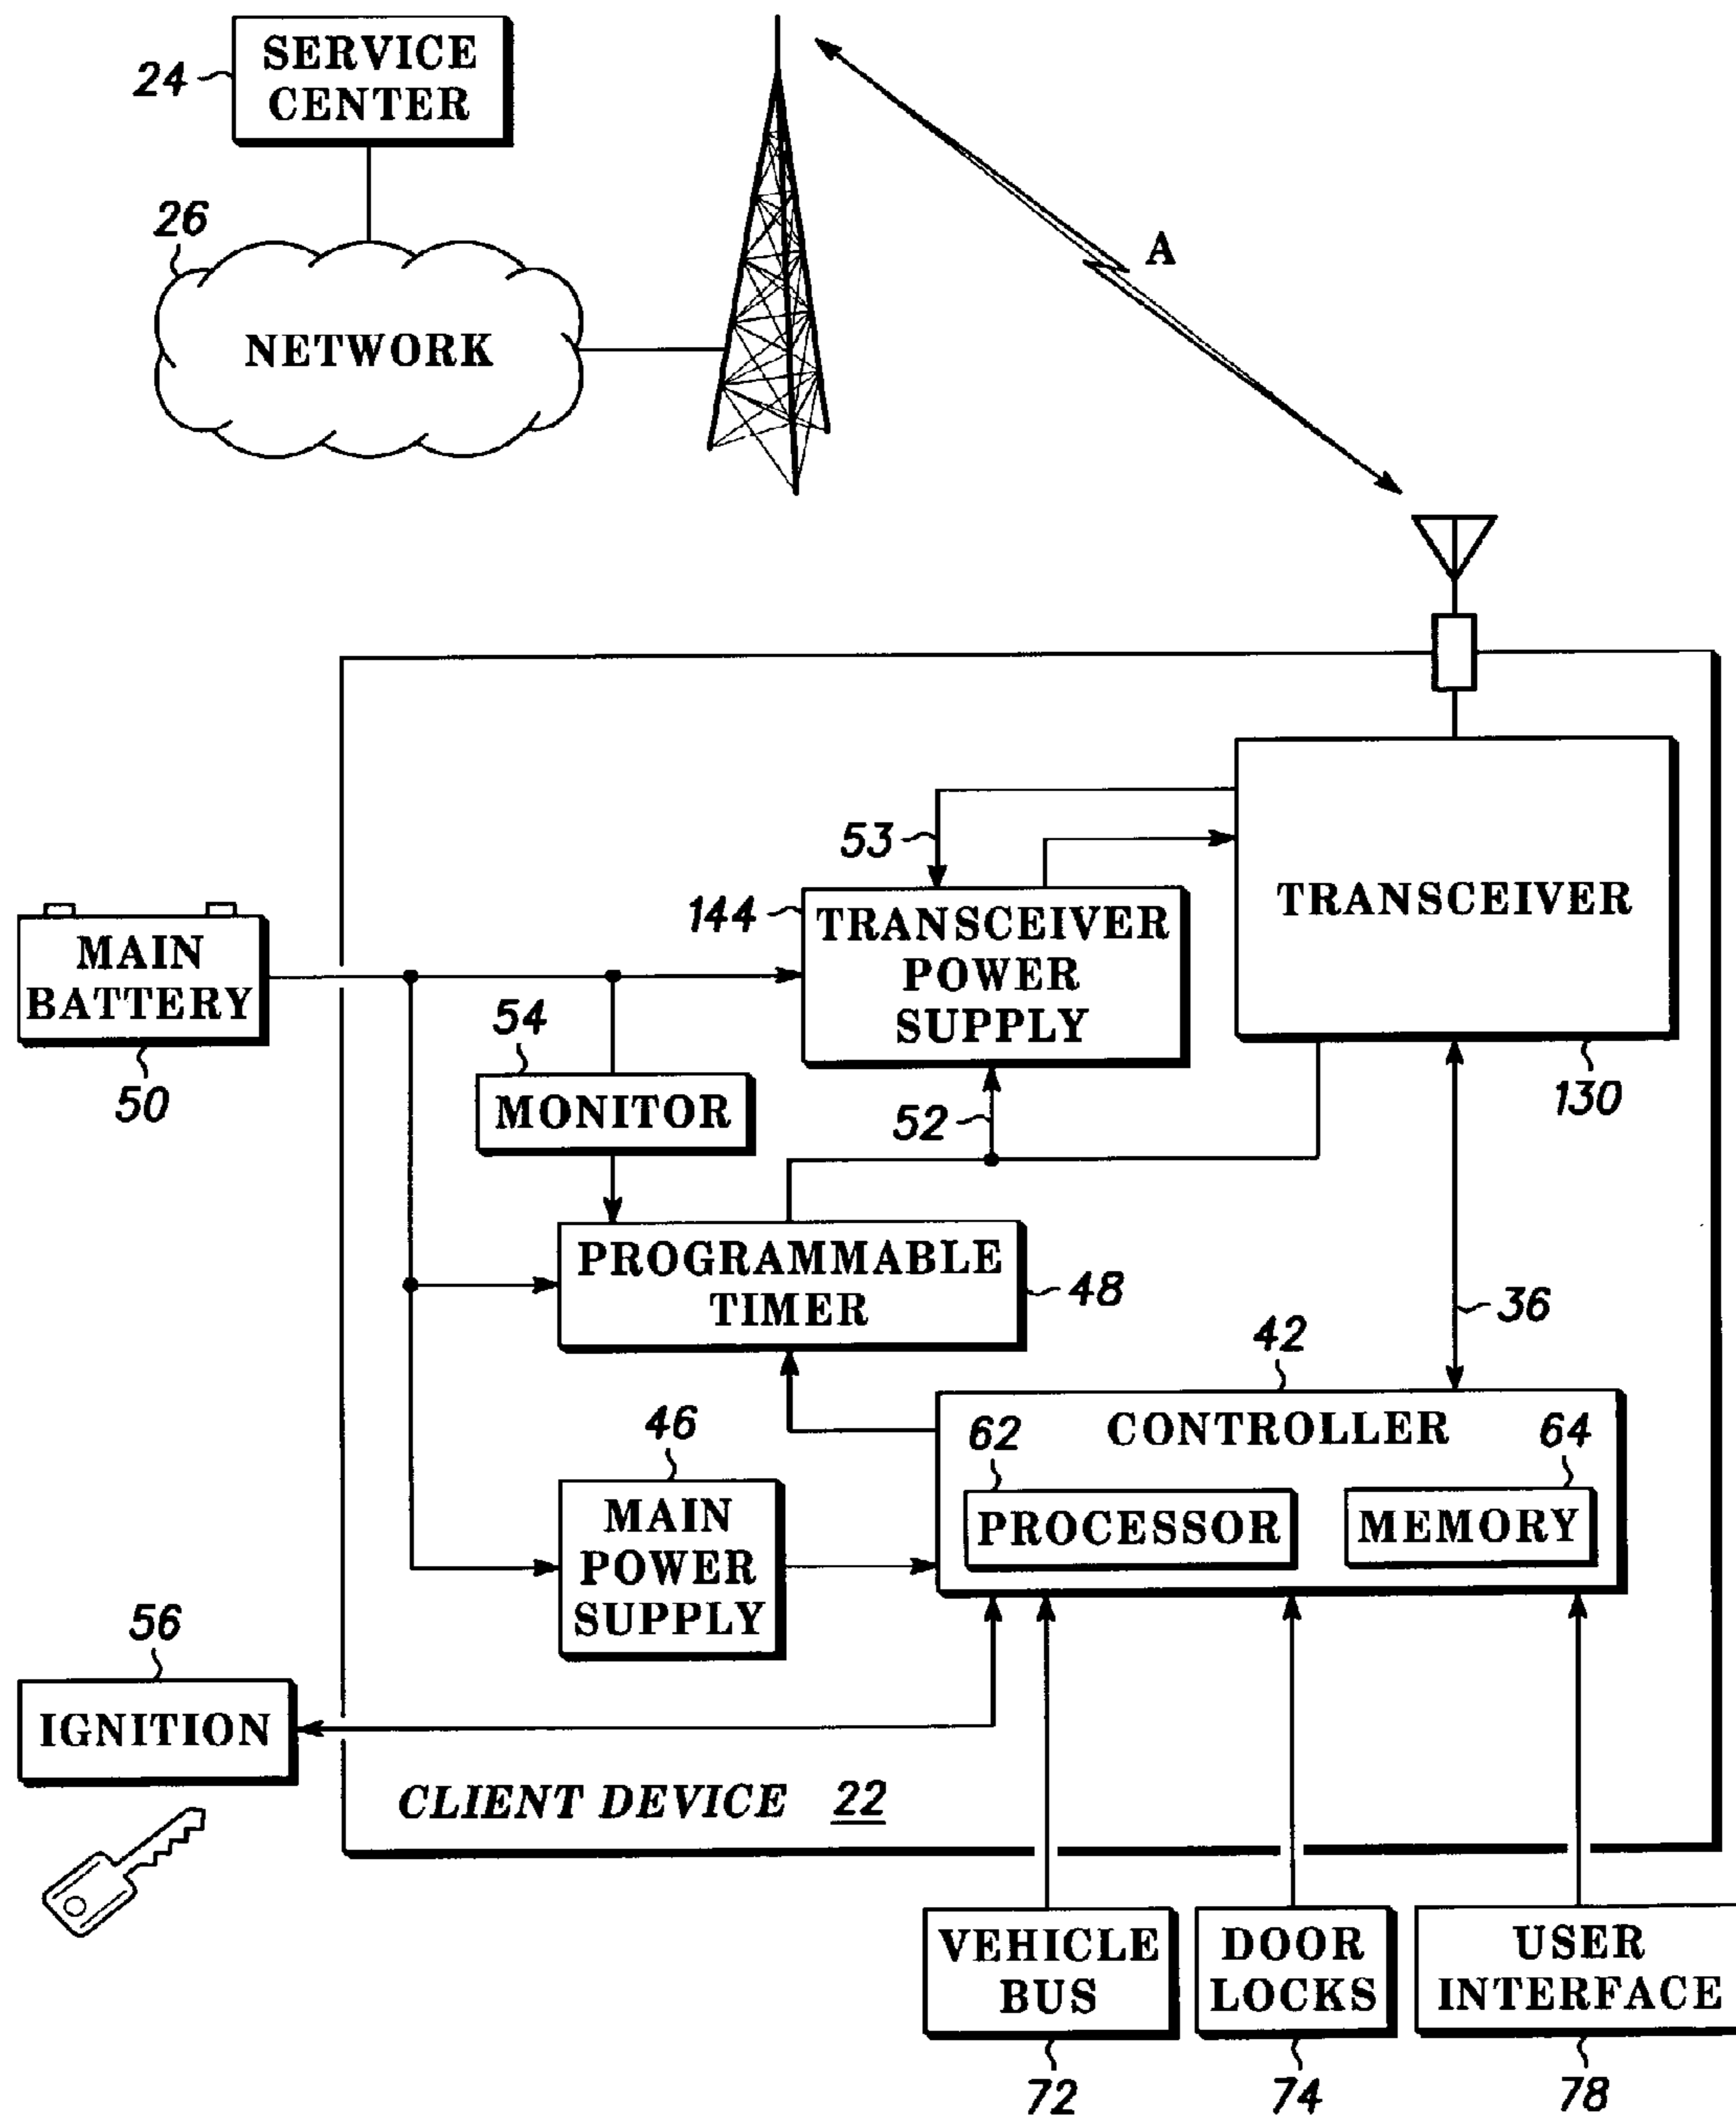 SERVICE
CENTER
24
26
NETWORK
A
53
144
TRANSCEIVER
POWER
SUPPLY
TRANSCEIVER
130
MAIN
BATTERY
50
54
MONITOR
52
PROGRAMMABLE
TIMER
48
36
42
CONTROLLER
62
PROCESSOR
64
MEMORY
46
MAIN
POWER
SUPPLY
56
IGNITION
CLIENT DEVICE 22
VEHICLE
BUS
72
DOOR
LOCKS
74
USER
INTERFACE
78